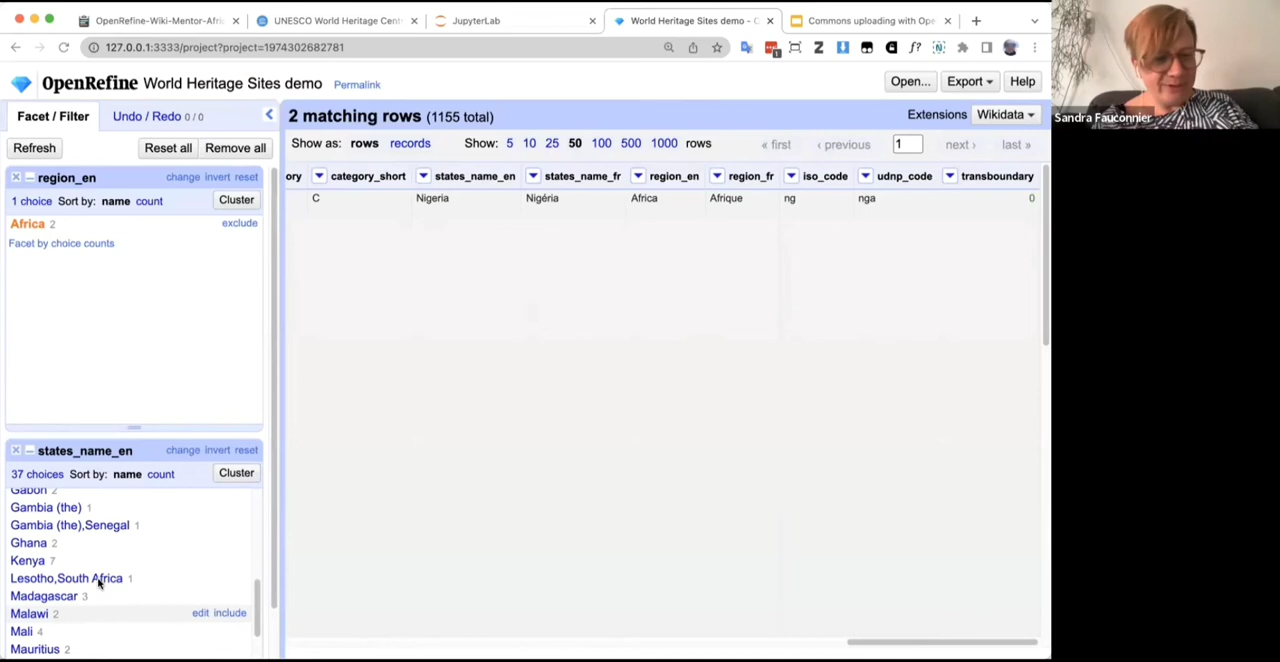 OpenRefine-Wiki-Mentor-Afri
UNESCO World Heritage Cent
JupyterLab
World Heritage Sites demo - O
Commons uploading with Ope
127.0.0.1:3333/project?project=1974302682781
OpenRefine World Heritage Sites demo Permalink
Open... Export Help
Facet / Filter Undo / Redo 0 / 0
2 matching rows (1155 total)
Extensions Wikidata
Refresh Reset all Remove all
Show as: rows records Show: 5 10 25 50 100 500 1000 rows
« first ‹ previous 1 next › last »
region_en change invert reset
1 choice Sort by: name count Cluster
Africa 2 exclude
Facet by choice counts
ory category_short states_name_en states_name_fr region_en region_fr iso_code udnp_code transboundary
C Nigeria Nigéria Africa Afrique ng nga 0
states_name_en change invert reset
37 choices Sort by: name count Cluster
Gabon 2
Gambia (the) 1
Gambia (the),Senegal 1
Ghana 2
Kenya 7
Lesotho,South Africa 1
Madagascar 3
Malawi 2 edit include
Mali 4
Mauritius 2
Sandra Fauconnier